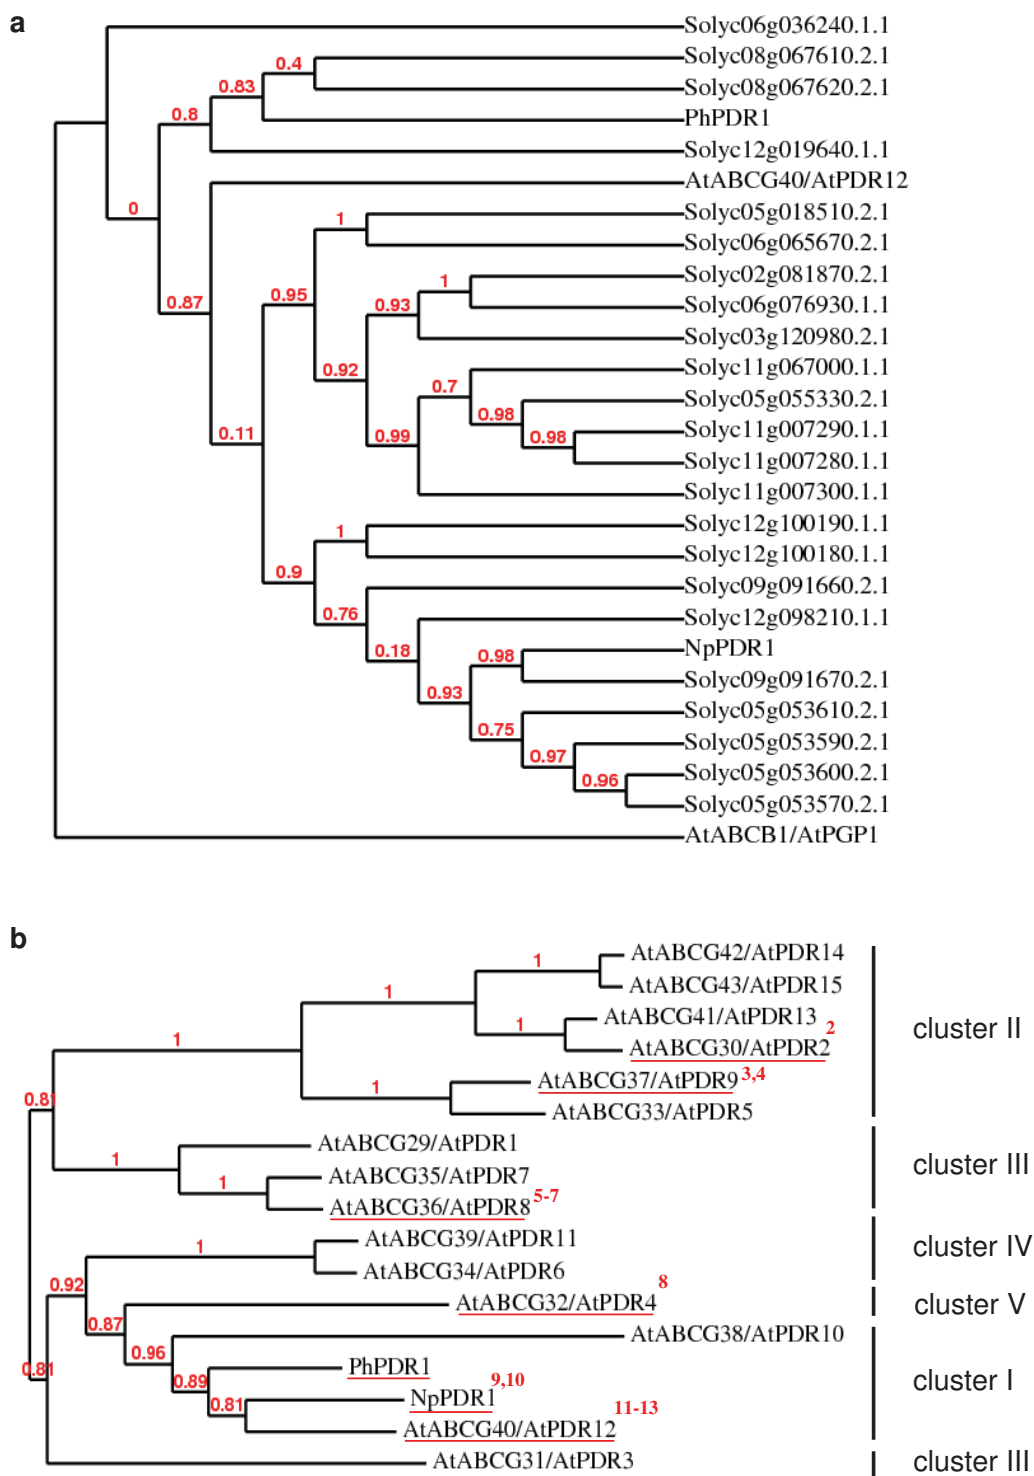 a
Solyc06g036240.1.1
Solyc08g067610.2.1
0.4
Solyc08g067620.2.1
0.83
PhPDR1
0.8
Solyc12g019640.1.1
AtABCG40/AtPDR12
0
Solyc05g018510.2.1
1
Solyc06g065670.2.1
Solyc02g081870.2.1
1
0.95
0.87
0.93
Solyc06g076930.1.1
Solyc03g120980.2.1
0.92
Solyc11g067000.1.1
0.7
Solyc05g055330.2.1
0.98
0.11
0.99
0.98
Solyc11g007290.1.1
Solyc11g007280.1.1
Solyc11g007300.1.1
Solyc12g100190.1.1
1
Solyc12g100180.1.1
0.9
Solyc09g091660.2.1
0.76
Solyc12g098210.1.1
0.18
0.98
NpPDR1
Solyc09g091670.2.1
0.93
Solyc05g053610.2.1
0.75
Solyc05g053590.2.1
0.97
Solyc05g053600.2.1
0.96
Solyc05g053570.2.1
AtABCB1/AtPGP1
b
AtABCG42/AtPDR14
1
AtABCG43/AtPDR15
1
AtABCG41/AtPDR13
1
cluster II
AtABCG30/AtPDR2 2
1
AtABCG37/AtPDR9 3,4
1
0.81
AtABCG33/AtPDR5
AtABCG29/AtPDR1
1
cluster III
AtABCG35/AtPDR7
1
AtABCG36/AtPDR8 5-7
AtABCG39/AtPDR11
1
cluster IV
AtABCG34/AtPDR6
0.92
AtABCG32/AtPDR4 8
cluster V
0.87
AtABCG38/AtPDR10
0.96
PhPDR1
0.81
0.89
cluster I
NpPDR1 9,10
0.81
AtABCG40/AtPDR12 11-13
AtABCG31/AtPDR3
cluster III